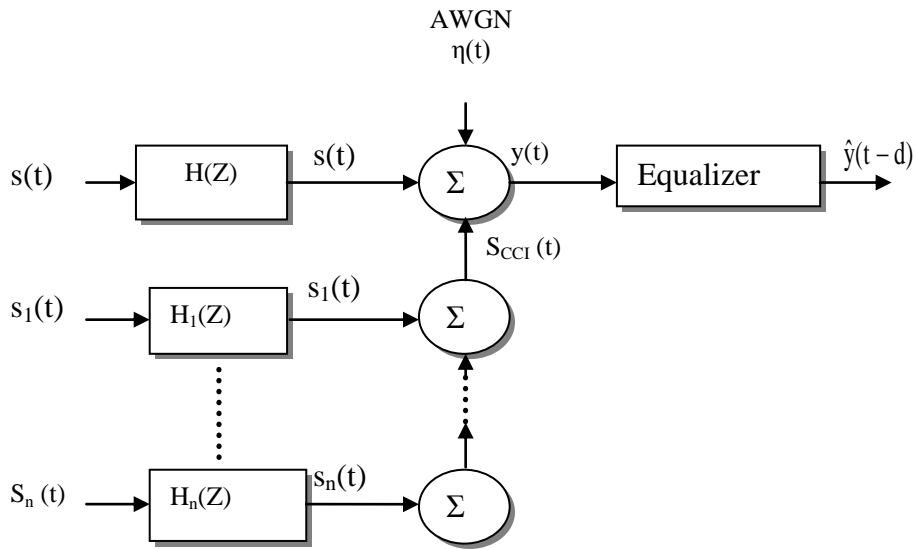 AWGN
η(t)
s(t) H(Z) s(t) Σ y(t) Equalizer ŷ(t − d)
S_CCI (t)
s₁(t) H₁(Z) s₁(t) Σ
Sₙ (t) Hₙ(Z) sₙ(t) Σ